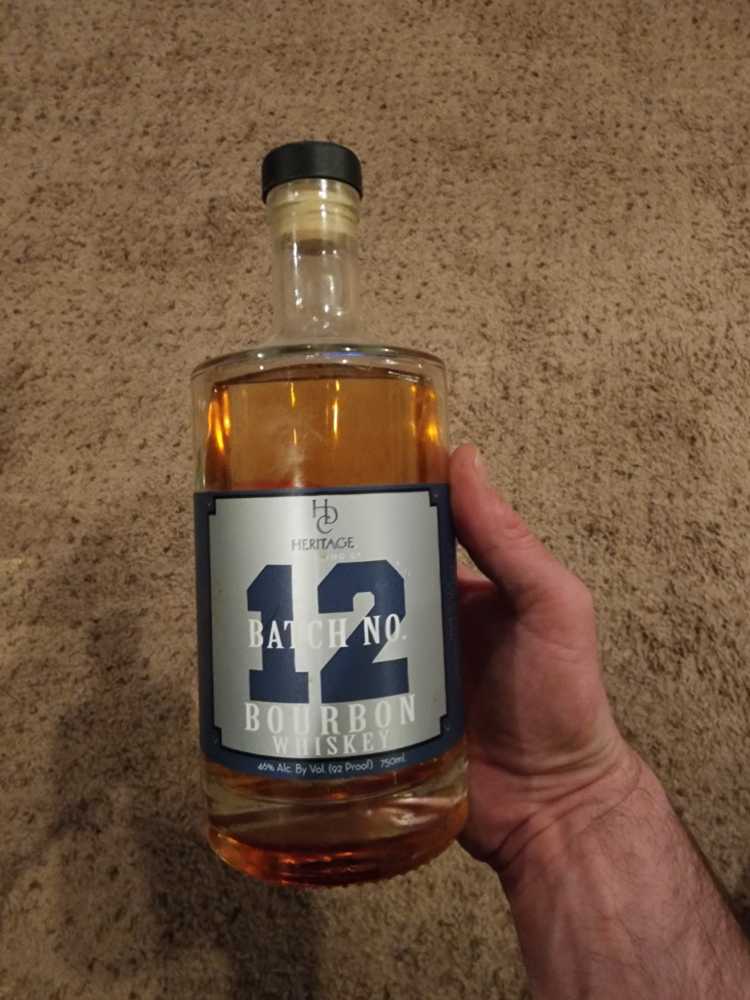 HDC
HERITAGE
12
BATCH NO.
BOURBON
WHISKEY
46% Alc. By Vol. (92 Proof) 750ml